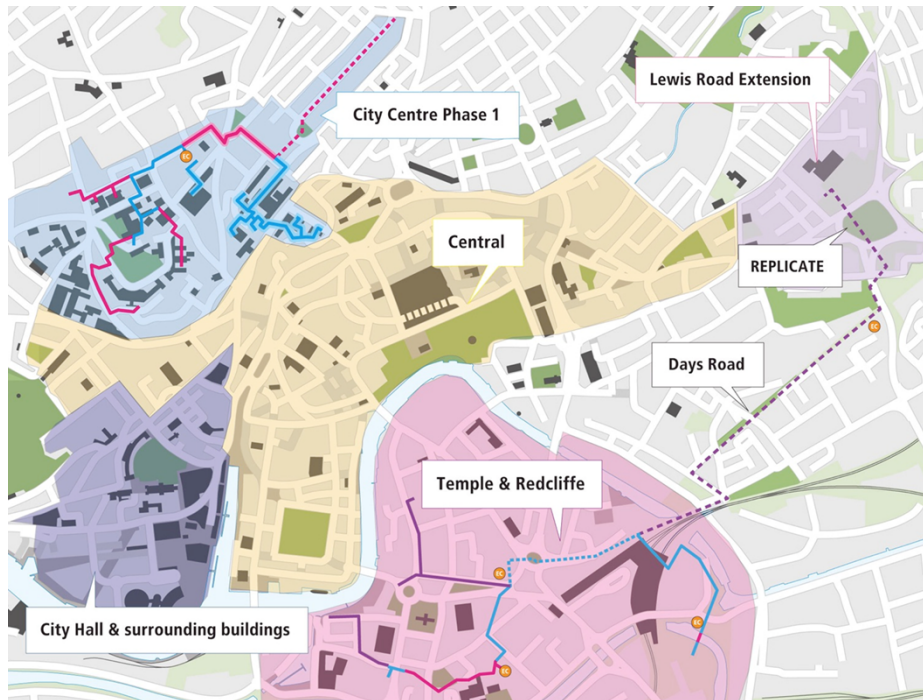 Lewis Road Extension
City Centre Phase 1
EC
Central
REPLICATE
EC
Days Road
Temple & Redcliffe
EC
EC
City Hall & surrounding buildings
EC